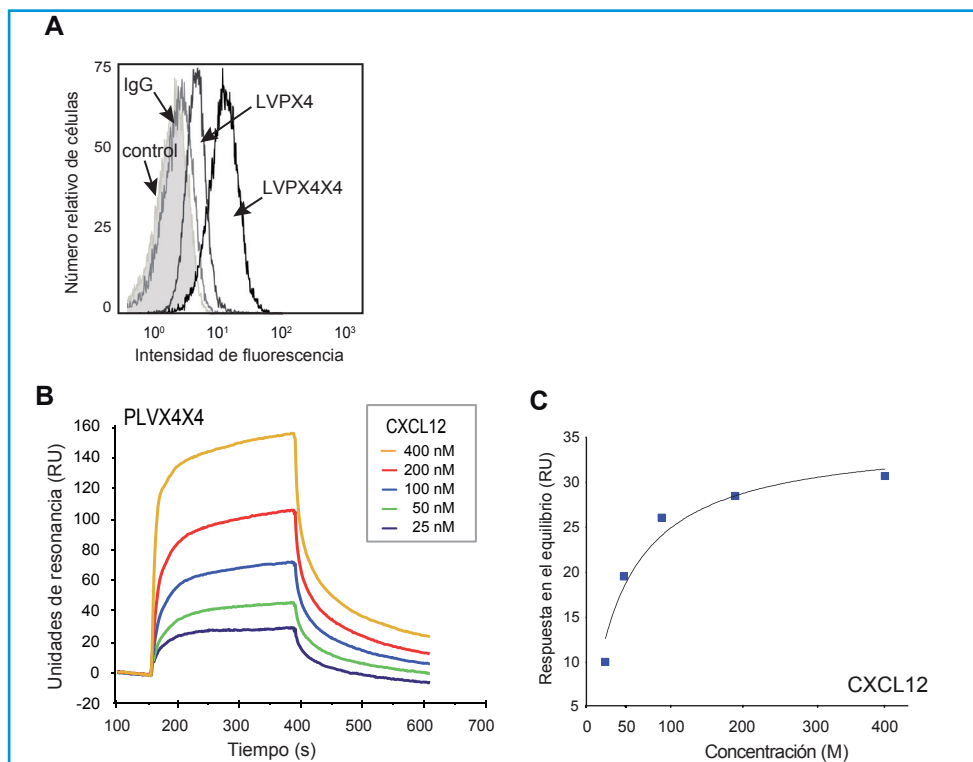 A
Número relativo de células
75
50
25
0
IgG
control
LVPX4
LVPX4X4
10⁰ 10¹ 10² 10³
Intensidad de fluorescencia
B
PLVX4X4
Unidades de resonancia (RU)
160
140
120
100
80
60
40
20
0
-20
100 200 300 400 500 600 700
Tiempo (s)
CXCL12
400 nM
200 nM
100 nM
50 nM
25 nM
C
Respuesta en el equilibrio (RU)
35
30
25
20
15
10
5
0 50 100 200 300 400
Concentración (M)
CXCL12